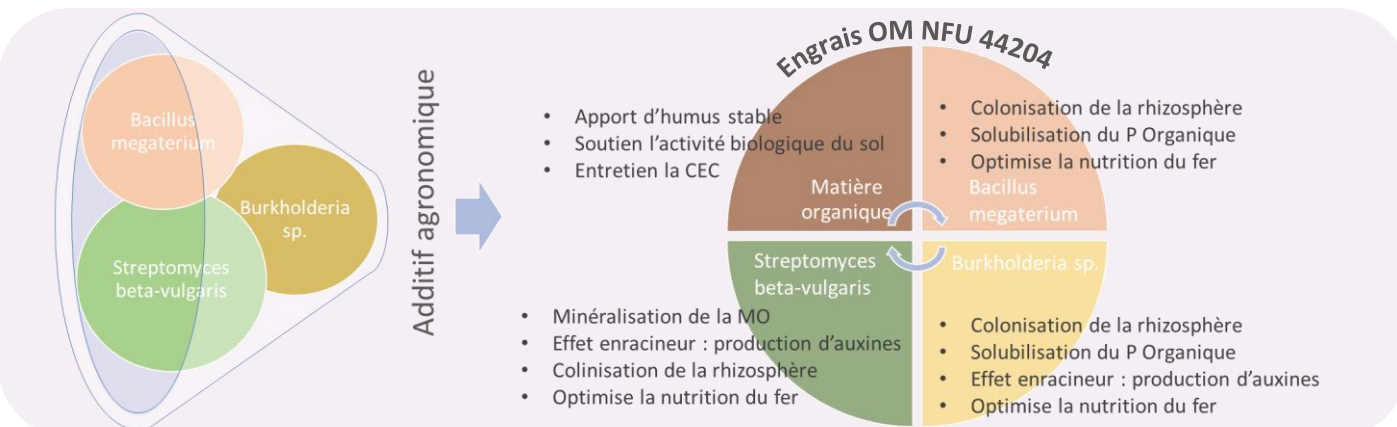 Bacillus
megaterium
Burkholderia
sp.
Streptomyces
beta-vulgaris
Additif agronomique
Engrais OM NFU 44204
• Apport d’humus stable
• Soutien l’activité biologique du sol
• Entretien la CEC
Matière
organique
• Colonisation de la rhizosphère
• Solubilisation du P Organique
• Optimise la nutrition du fer
Bacillus
megaterium
Streptomyces
beta-vulgaris
• Minéralisation de la MO
• Effet enracineur : production d’auxines
• Colinisation de la rhizosphère
• Optimise la nutrition du fer
Burkholderia sp.
• Colonisation de la rhizosphère
• Solubilisation du P Organique
• Effet enracineur : production d’auxines
• Optimise la nutrition du fer